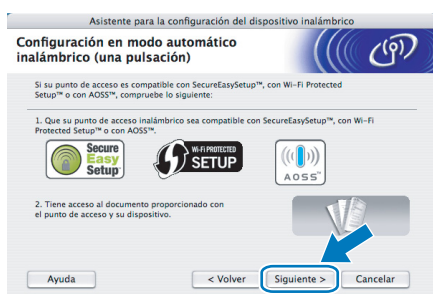 Asistente para la configuración del dispositivo inalámbrico
Configuración en modo automático
inalámbrico (una pulsación)
Si su punto de acceso es compatible con SecureEasySetup™, con Wi-Fi Protected
Setup™ o con AOSS™, compruebe lo siguiente:
1. Que su punto de acceso inalámbrico sea compatible con SecureEasySetup™, con Wi-Fi
Protected Setup™ o con AOSS™.
Secure
Easy
Setup
Wi-Fi PROTECTED
SETUP
AOSS™
2. Tiene acceso al documento proporcionado con
el punto de acceso y su dispositivo.
Ayuda
< Volver
Siguiente >
Cancelar